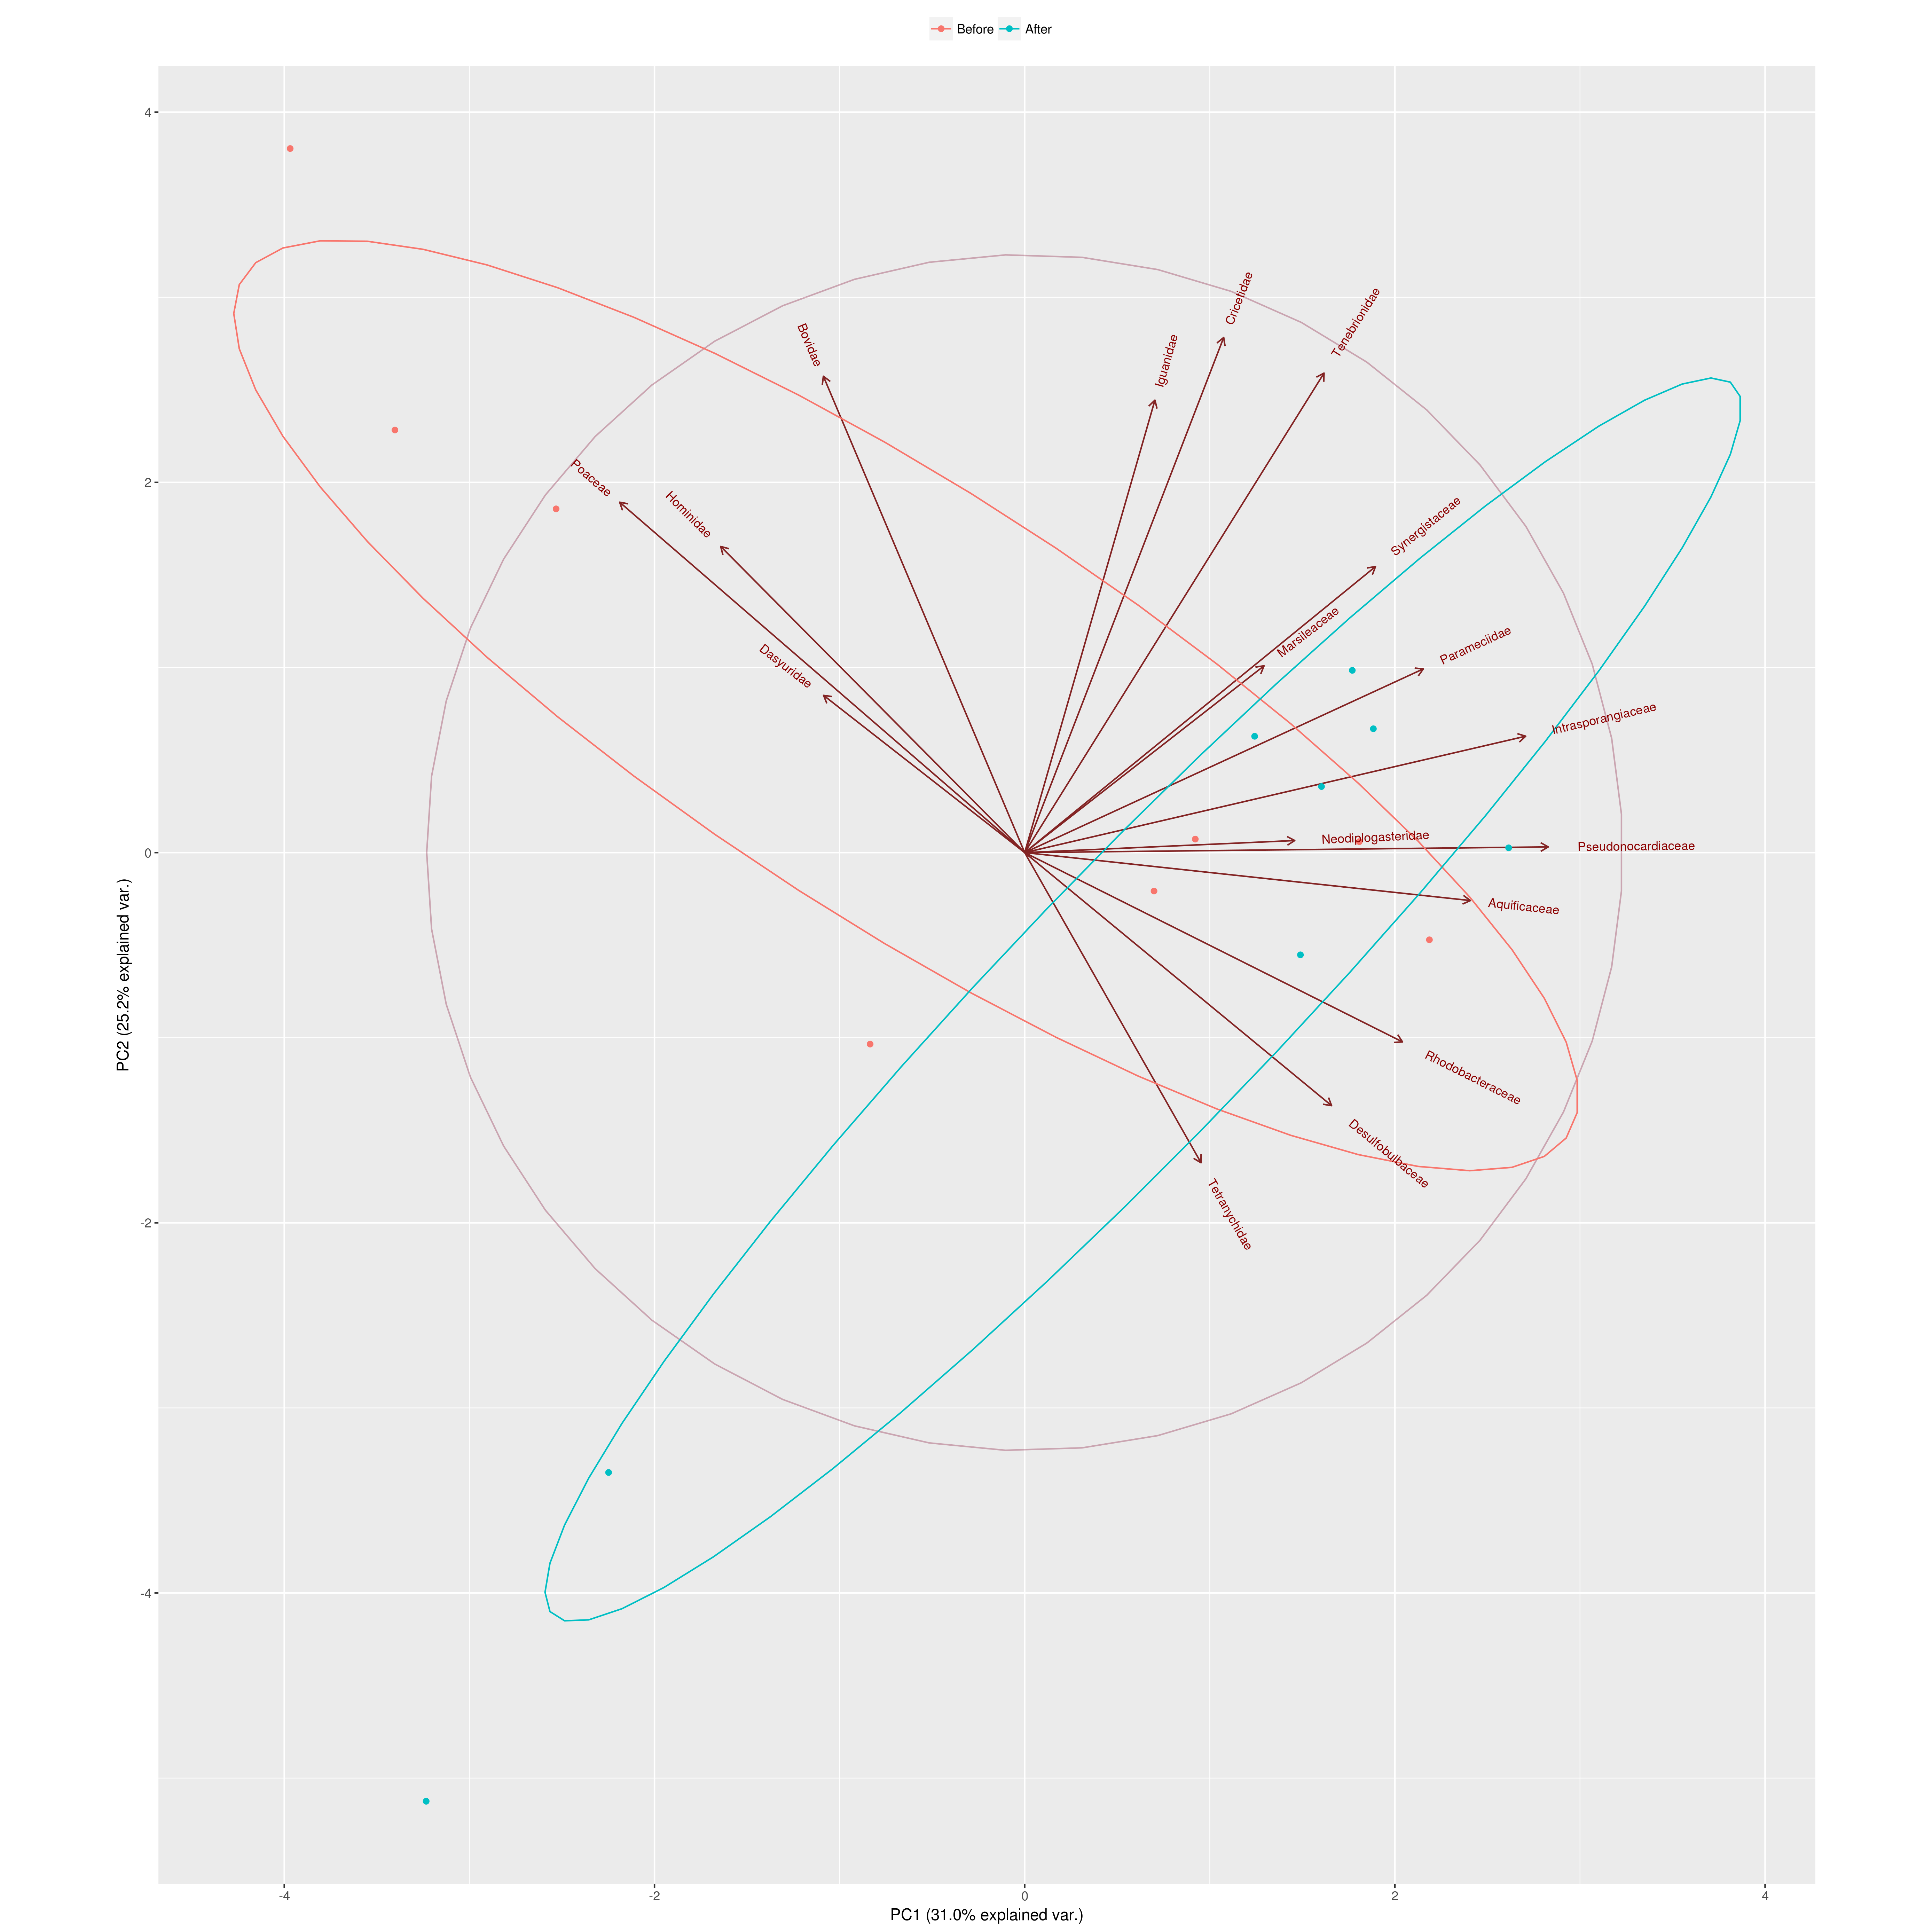 Before After
4
2
0
-2
-4
PC2 (25.2% explained var.)
Cricetidae
Tenebrionidae
Bovidae
Iguanidae
Poaceae
Hominidae
Synergistaceae
Marsileaceae
Parameciidae
Dasyuridae
Intrasporangiaceae
Neodiplogasteridae
Pseudonocardiaceae
Aquificaceae
Rhodobacteraceae
Desulfobulbaceae
Tetranychidae
-4 -2 0 2 4
PC1 (31.0% explained var.)